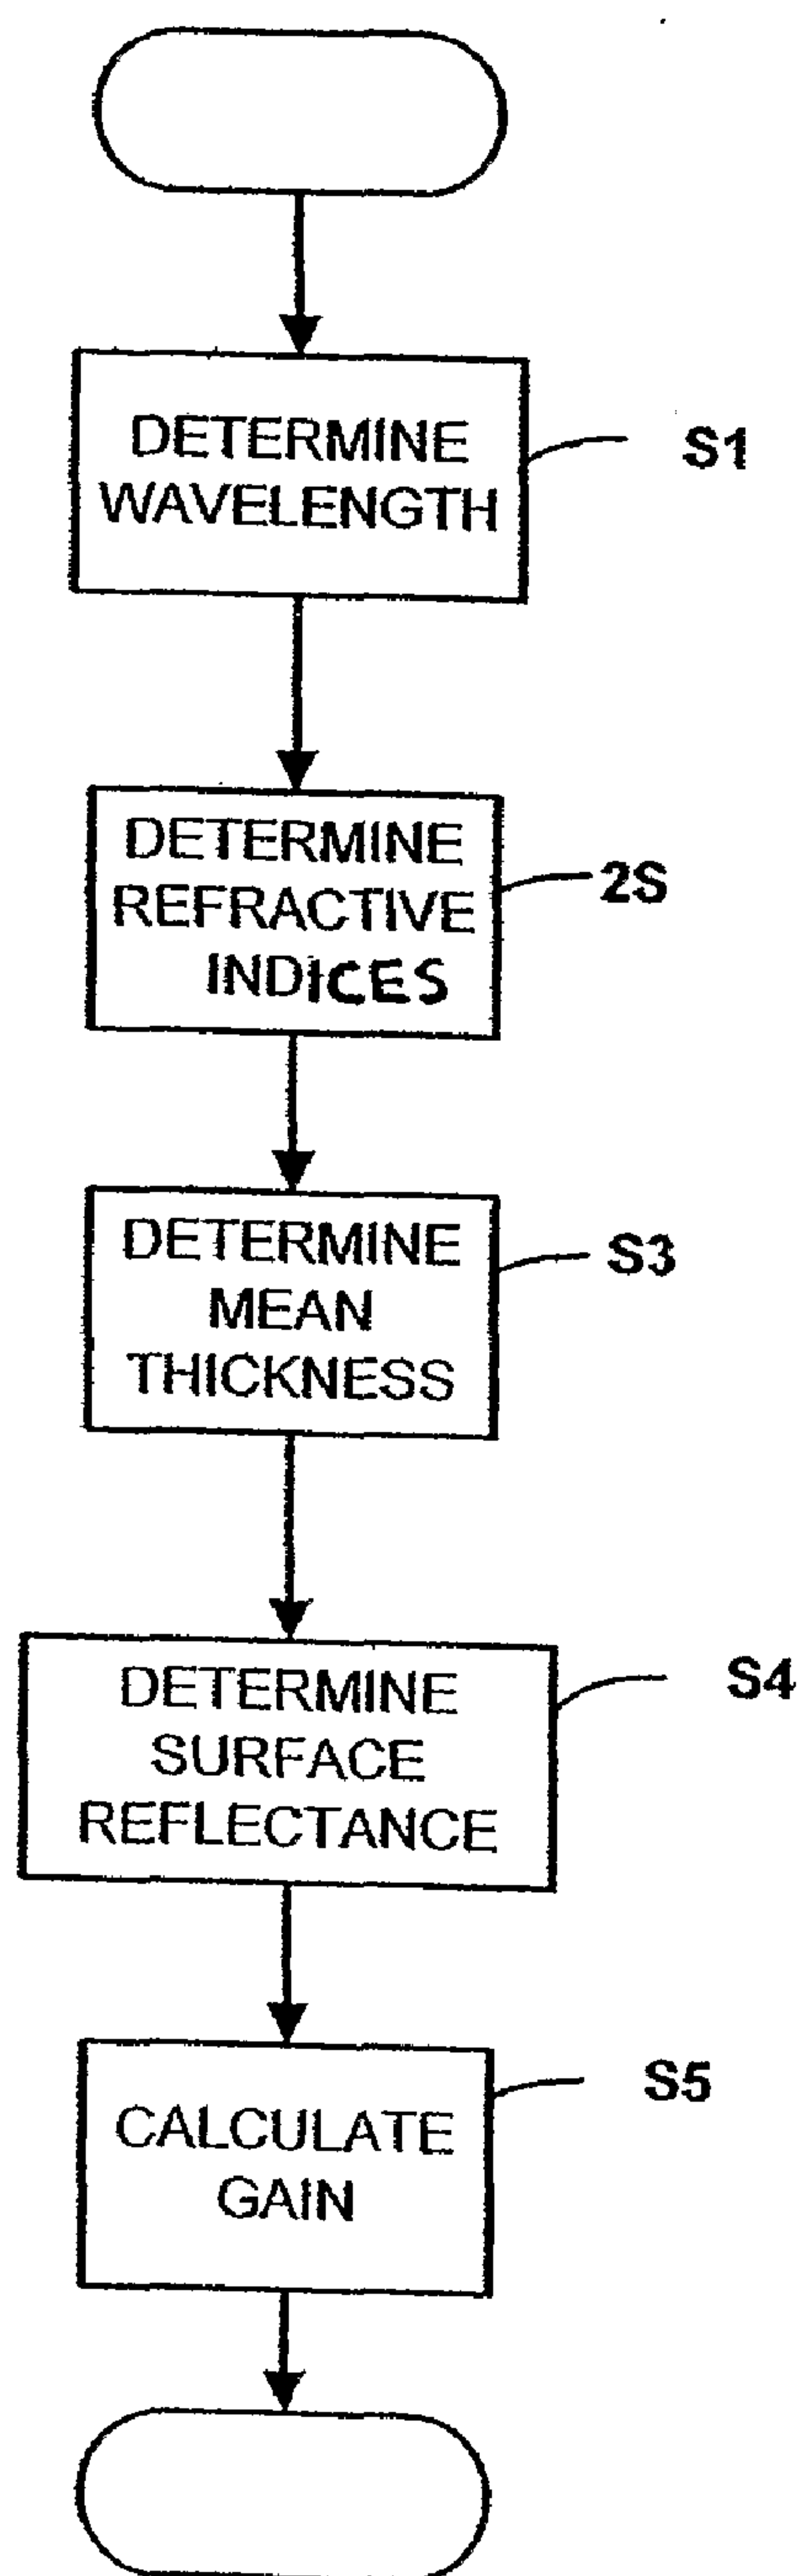 DETERMINE
WAVELENGTH
S1
DETERMINE
REFRACTIVE
INDICES
2S
DETERMINE
MEAN
THICKNESS
S3
DETERMINE
SURFACE
REFLECTANCE
S4
CALCULATE
GAIN
S5